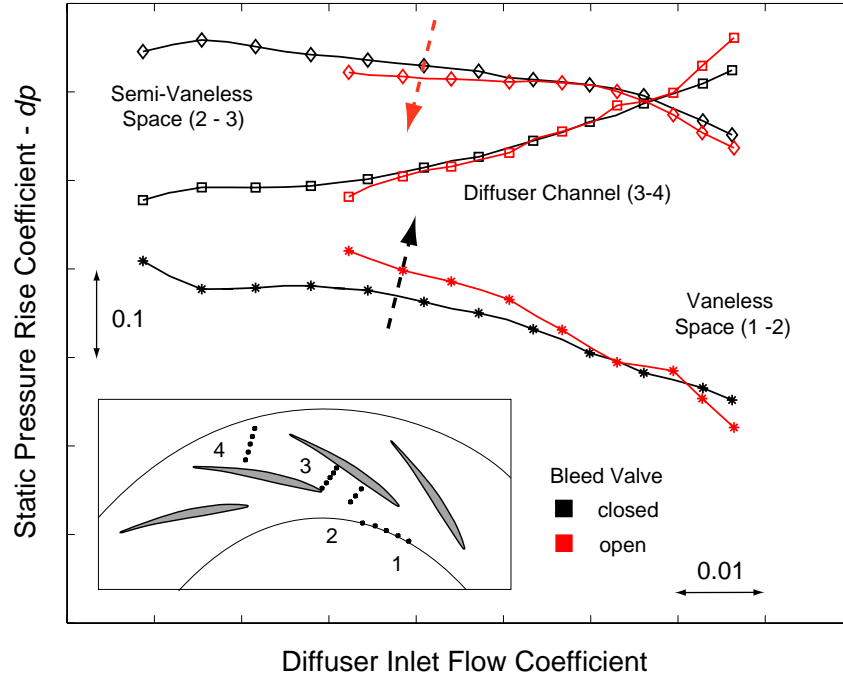 Static Pressure Rise Coefficient - dp
Semi-Vaneless
Space (2 - 3)
Diffuser Channel (3-4)
0.1
Vaneless
Space (1 -2)
4
3
2
1
Bleed Valve
closed
open
0.01
Diffuser Inlet Flow Coefficient